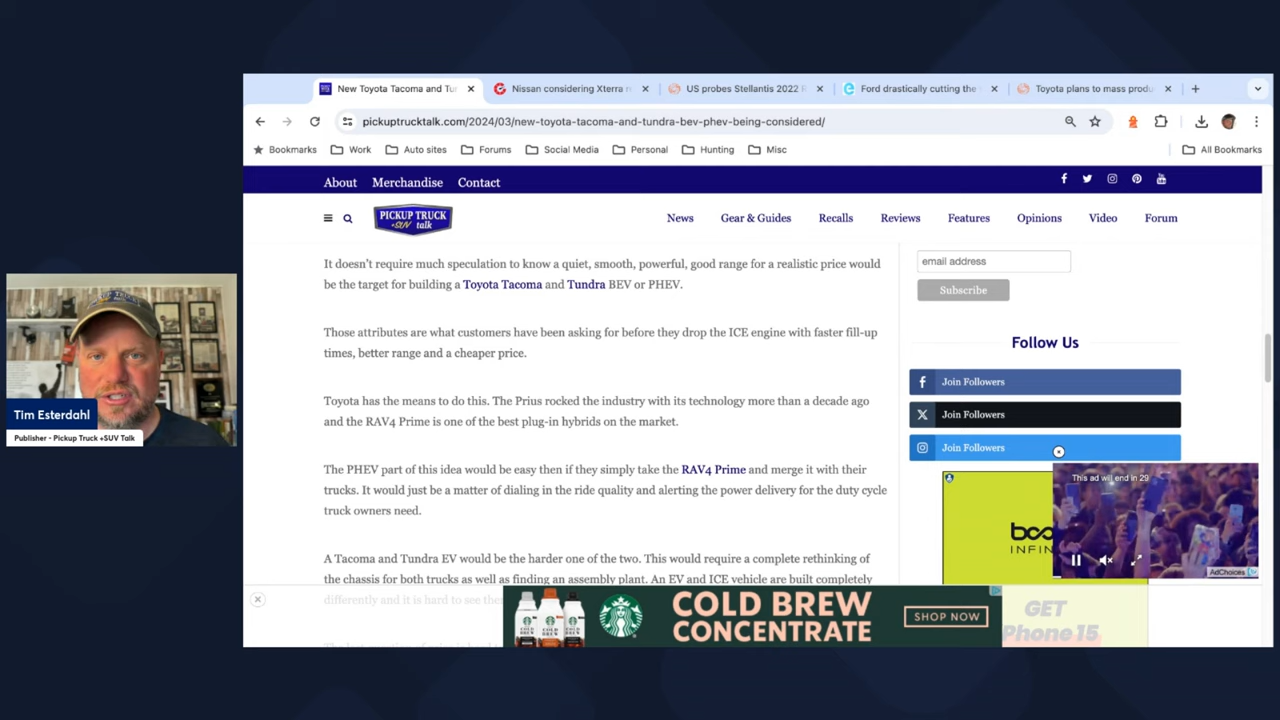 New Toyota Tacoma and Tun
Nissan considering Xterra r
US probes Stellantis 2022 R
Ford drastically cutting the
Toyota plans to mass produ
pickuptrucktalk.com/2024/03/new-toyota-tacoma-and-tundra-bev-phev-being-considered/
Bookmarks Work Auto sites Forums Social Media Personal Hunting Misc All Bookmarks
About Merchandise Contact
PICKUP TRUCK
+SUV talk
News Gear & Guides Recalls Reviews Features Opinions Video Forum
It doesn't require much speculation to know a quiet, smooth, powerful, good range for a realistic price would
be the target for building a Toyota Tacoma and Tundra BEV or PHEV.
Those attributes are what customers have been asking for before they drop the ICE engine with faster fill-up
times, better range and a cheaper price.
Toyota has the means to do this. The Prius rocked the industry with its technology more than a decade ago
and the RAV4 Prime is one of the best plug-in hybrids on the market.
The PHEV part of this idea would be easy then if they simply take the RAV4 Prime and merge it with their
trucks. It would just be a matter of dialing in the ride quality and alerting the power delivery for the duty cycle
truck owners need.
A Tacoma and Tundra EV would be the harder one of the two. This would require a complete rethinking of
the chassis for both trucks as well as finding an assembly plant. An EV and ICE vehicle are built completely
differently and it is hard to see the
email address
Subscribe
Follow Us
Join Followers
Join Followers
Join Followers
This ad will end in 29
boo
INFIN
AdChoices
COLD BREW
CONCENTRATE
SHOP NOW
GET
Phone 15
Tim Esterdahl
Publisher - Pickup Truck +SUV Talk